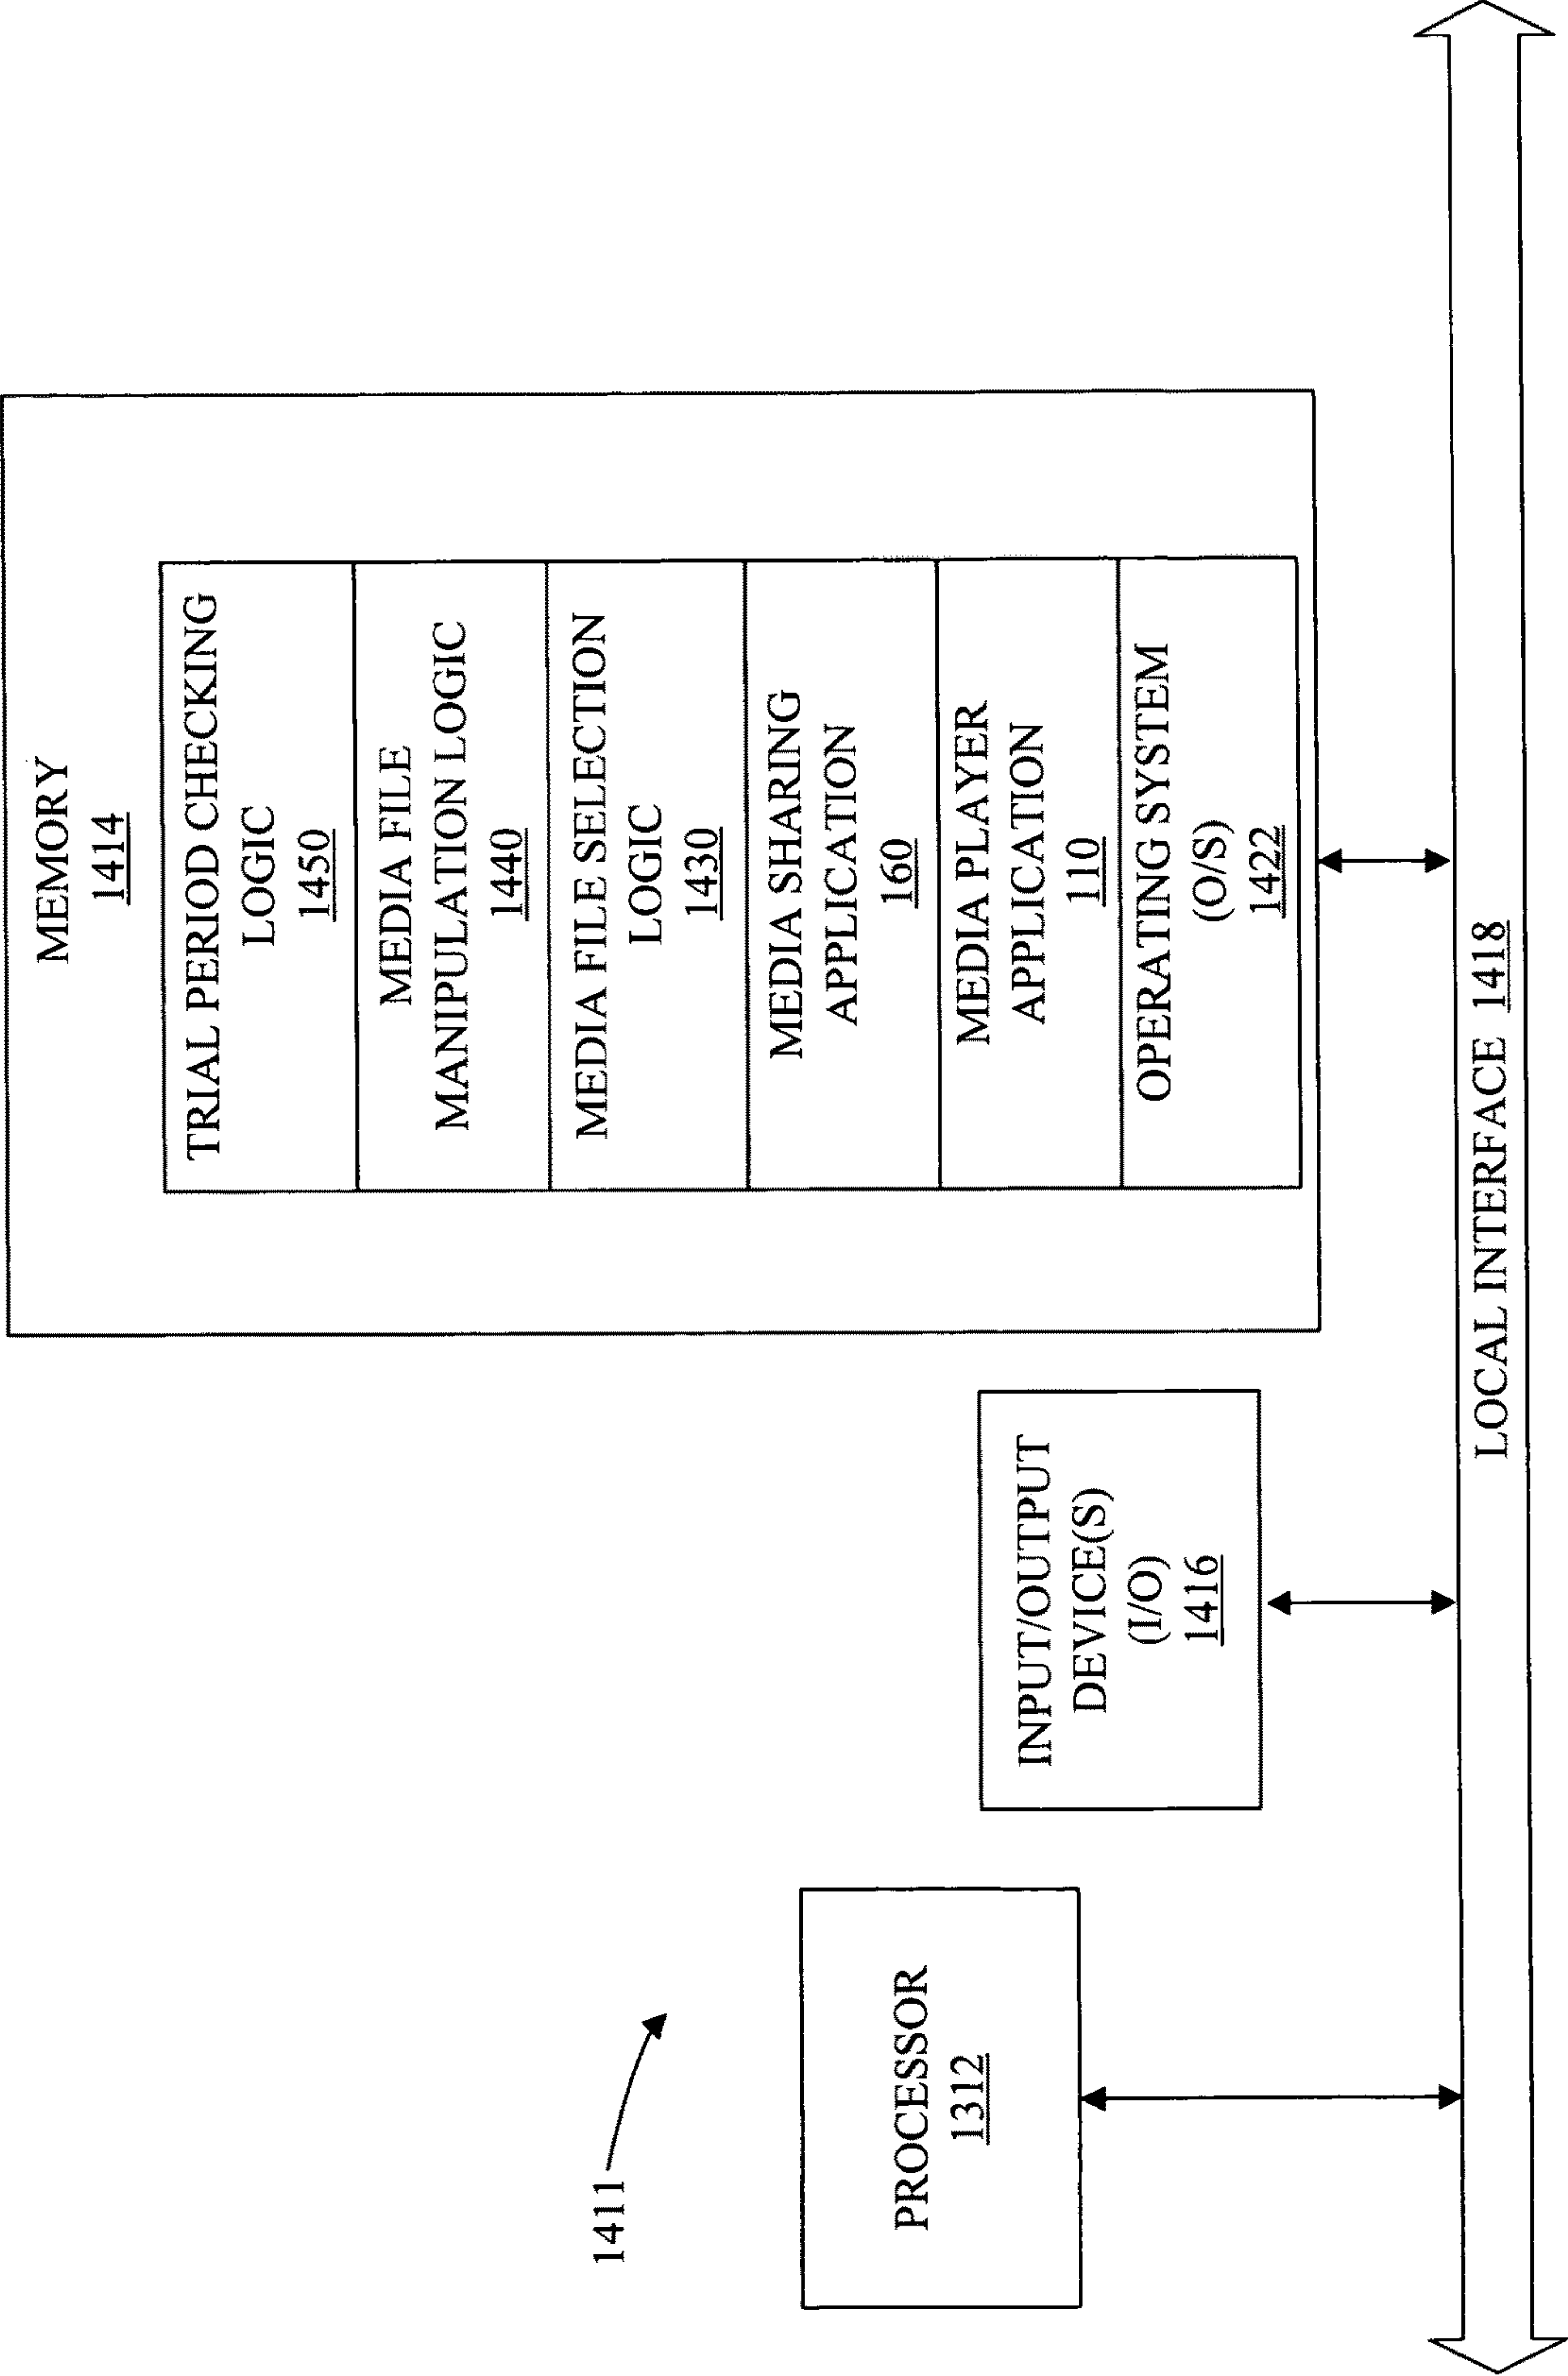 MEMORY
1414
TRIAL PERIOD CHECKING
LOGIC
1450
MEDIA FILE
MANIPULATION LOGIC
1440
MEDIA FILE SELECTION
LOGIC
1430
MEDIA SHARING
APPLICATION
160
MEDIA PLAYER
APPLICATION
110
OPERATING SYSTEM
(O/S)
1422
1411
PROCESSOR
1312
INPUT/OUTPUT
DEVICE(S)
(I/O)
1416
LOCAL INTERFACE 1418